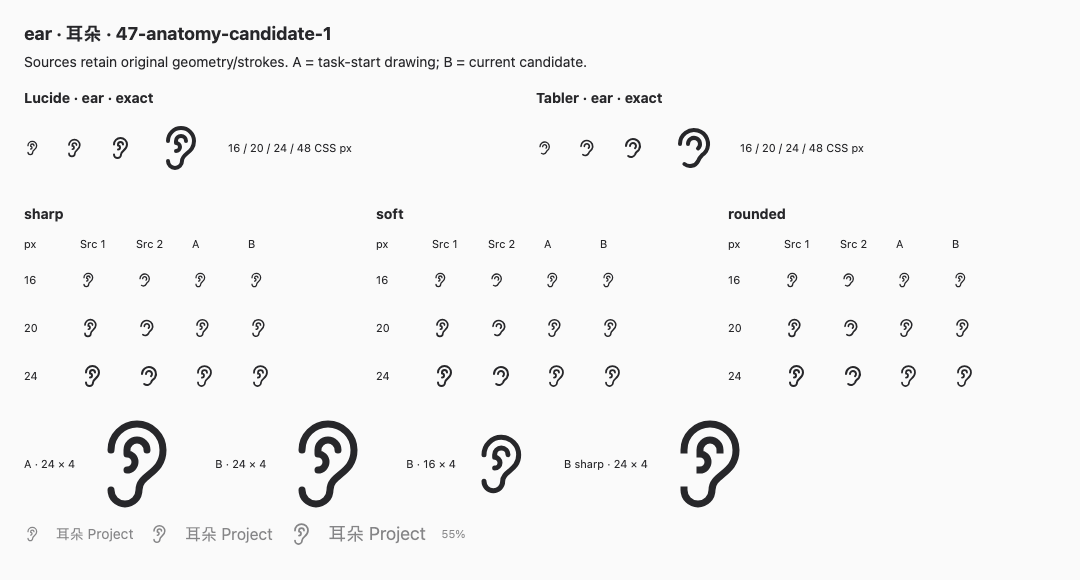 ear · 耳朵 · 47-anatomy-candidate-1
Sources retain original geometry/strokes. A = task-start drawing; B = current candidate.
Lucide · ear · exact
Tabler · ear · exact
16 / 20 / 24 / 48 CSS px
16 / 20 / 24 / 48 CSS px
sharp
soft
rounded
px Src 1 Src 2 A B
px Src 1 Src 2 A B
px Src 1 Src 2 A B
16
16
16
20
20
20
24
24
24
A · 24 × 4
B · 24 × 4
B · 16 × 4
B sharp · 24 × 4
耳朵 Project
耳朵 Project
耳朵 Project
55%